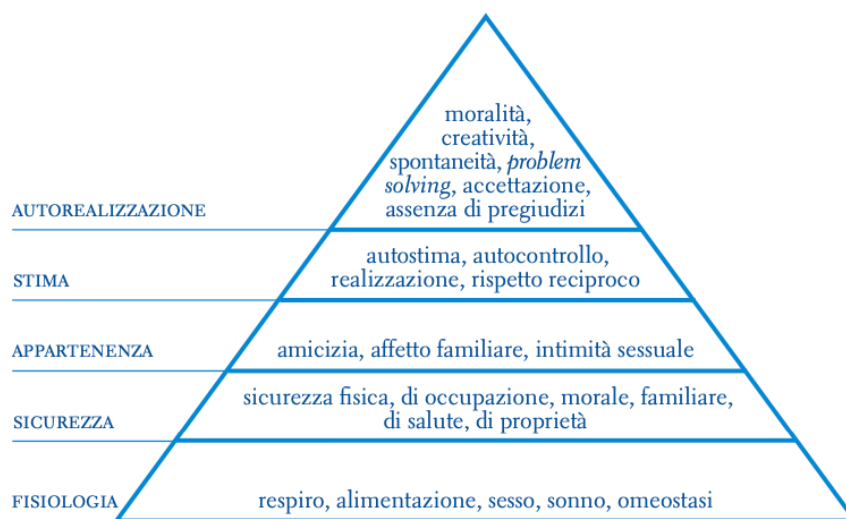 moralità,
creatività,
spontaneità, problem
solving, accettazione,
AUTOREALIZZAZIONE assenza di pregiudizi
autostima, autocontrollo,
STIMA realizzazione, rispetto reciproco
APPARTENENZA amicizia, affetto familiare, intimità sessuale
sicurezza fisica, di occupazione, morale, familiare,
SICUREZZA di salute, di proprietà
FISIOLOGIA respiro, alimentazione, sesso, sonno, omeostasi